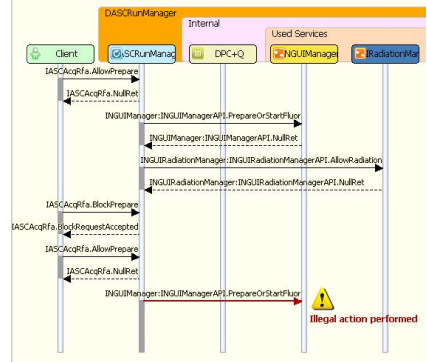 DASCRunManager
Internal
Used Services
Client
SCRunManag
DPC+Q
NGUIManager
IRadiationMar
IASCAcqRfa.AllowPrepare
IASCAcqRfa.NullRet
INGUIManager:INGUIManagerAPI.PrepareOrStartFluor
INGUIManager:INGUIManagerAPI.NullRet
INGUIRadiationManager:INGUIRadiationManagerAPI.AllowRadiation
INGUIRadiationManager:INGUIRadiationManagerAPI.NullRet
IASCAcqRfa.BlockPrepare
IASCAcqRfa.BlockRequestAccepted
IASCAcqRfa.AllowPrepare
IASCAcqRfa.NullRet
INGUIManager:INGUIManagerAPI.PrepareOrStartFluor
Illegal action performed